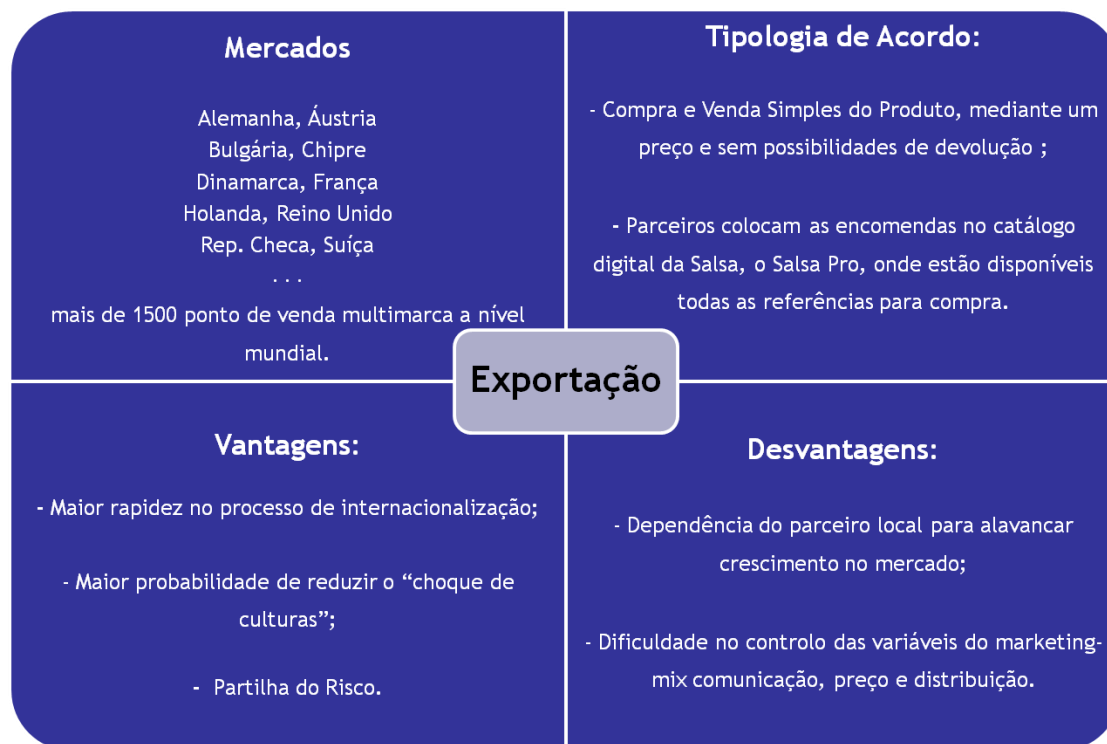 Mercados
Alemanha, Áustria
Bulgária, Chipre
Dinamarca, França
Holanda, Reino Unido
Rep. Checa, Suíça
. . .
mais de 1500 ponto de venda multimarca a nível
mundial.
Tipologia de Acordo:
- Compra e Venda Simples do Produto, mediante um
preço e sem possibilidades de devolução ;
- Parceiros colocam as encomendas no catálogo
digital da Salsa, o Salsa Pro, onde estão disponíveis
todas as referências para compra.
Exportação
Vantagens:
- Maior rapidez no processo de internacionalização;
- Maior probabilidade de reduzir o “choque de
culturas”;
- Partilha do Risco.
Desvantagens:
- Dependência do parceiro local para alavancar
crescimento no mercado;
- Dificuldade no controlo das variáveis do marketing-
mix comunicação, preço e distribuição.